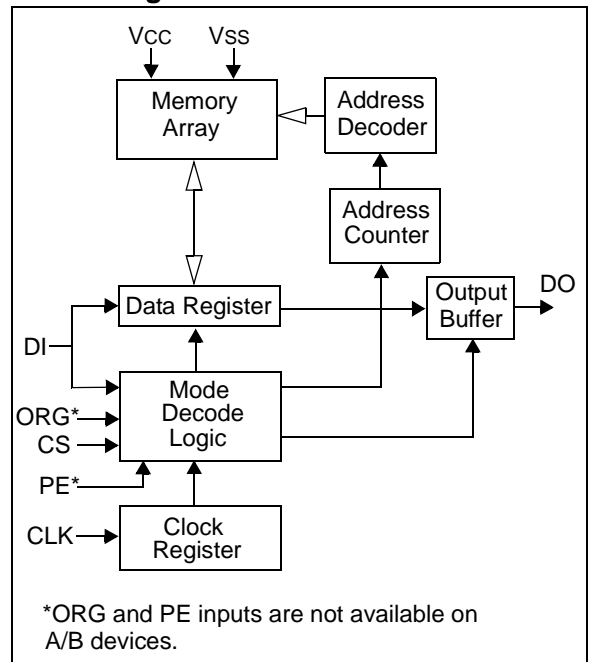 VCC VSS
Memory
Array
Address
Decoder
Address
Counter
Data Register
Output
Buffer
DO
DI
Mode
Decode
Logic
ORG*
CS
PE*
CLK
Clock
Register
*ORG and PE inputs are not available on
A/B devices.